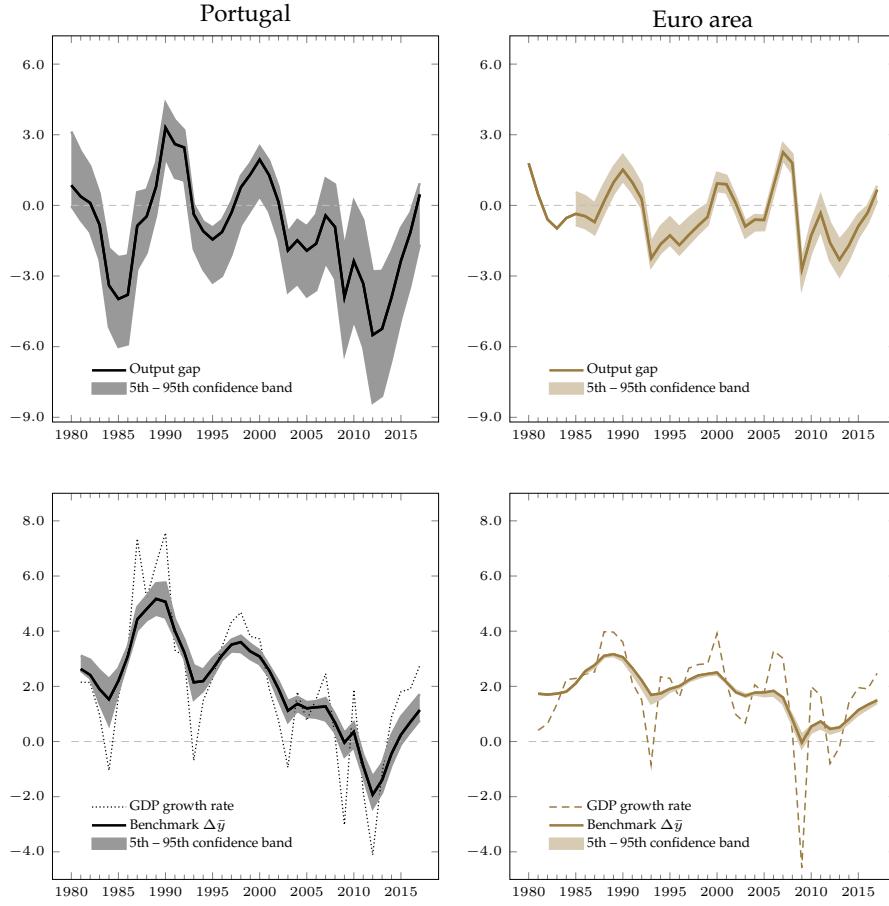 Portugal
6.0
3.0
0.0
−3.0
−6.0
−9.0
Output gap
5th – 95th confidence band
1980 1985 1990 1995 2000 2005 2010 2015
Euro area
6.0
3.0
0.0
−3.0
−6.0
−9.0
Output gap
5th – 95th confidence band
1980 1985 1990 1995 2000 2005 2010 2015
8.0
6.0
4.0
2.0
0.0
−2.0
−4.0
GDP growth rate
Benchmark Δȳ
5th – 95th confidence band
1980 1985 1990 1995 2000 2005 2010 2015
8.0
6.0
4.0
2.0
0.0
−2.0
−4.0
GDP growth rate
Benchmark Δȳ
5th – 95th confidence band
1980 1985 1990 1995 2000 2005 2010 2015